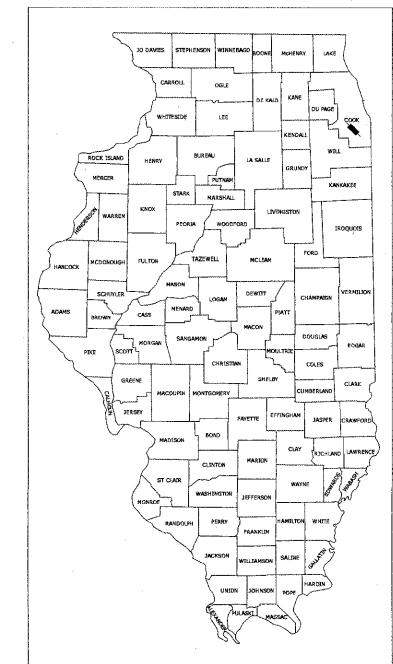 JO DAVIES
STEPHENSON
WINNEBAGO
BOONE
McHENRY
LAKE
CARROLL
OGLE
DE KALB
KANE
DU PAGE
COOK
WHITESIDE
LEE
KENDALL
WILL
ROCK ISLAND
HENRY
BUREAU
LA SALLE
GRUNDY
MERCER
PUTNAM
KANKAKEE
STARK
MARSHALL
HENDERSON
WARREN
KNOX
PEORIA
WOODFORD
LIVINGSTON
IROQUOIS
FORD
HANCOCK
MCDONOUGH
FULTON
TAZEWELL
MCLEAN
MASON
SCHUYLER
LOGAM
DEWITT
CHAMPAIGN
VERMILION
ADAMS
BROWN
CASS
MENARD
MACON
PIATT
PIKE
SCOTT
MORGAN
SANGAMON
DOUGLAS
EDGAR
MOULTRIE
CHRISTIAN
COLES
SHELBY
GREENE
MACOUPIN
MONTGOMERY
CUMBERLAND
CLARK
CALHOUN
JERSEY
FAYETTE
EFFINGHAM
JASPER
CRAWFORD
MADISON
BOND
CLAY
RICHLAND
LAWRENCE
CLINTON
MARION
ST CLAIR
WAYNE
EDWARDS
WABASH
MONROE
WASHINGTON
JEFFERSON
RANDOLPH
PERRY
HAMILTON
WHITE
FRANKLIN
JACKSON
WILLIAMSON
SALINE
GALLATIN
UNION
JOHNSON
POPE
HARDIN
ALEXANDER
PULASKI
MASSAC